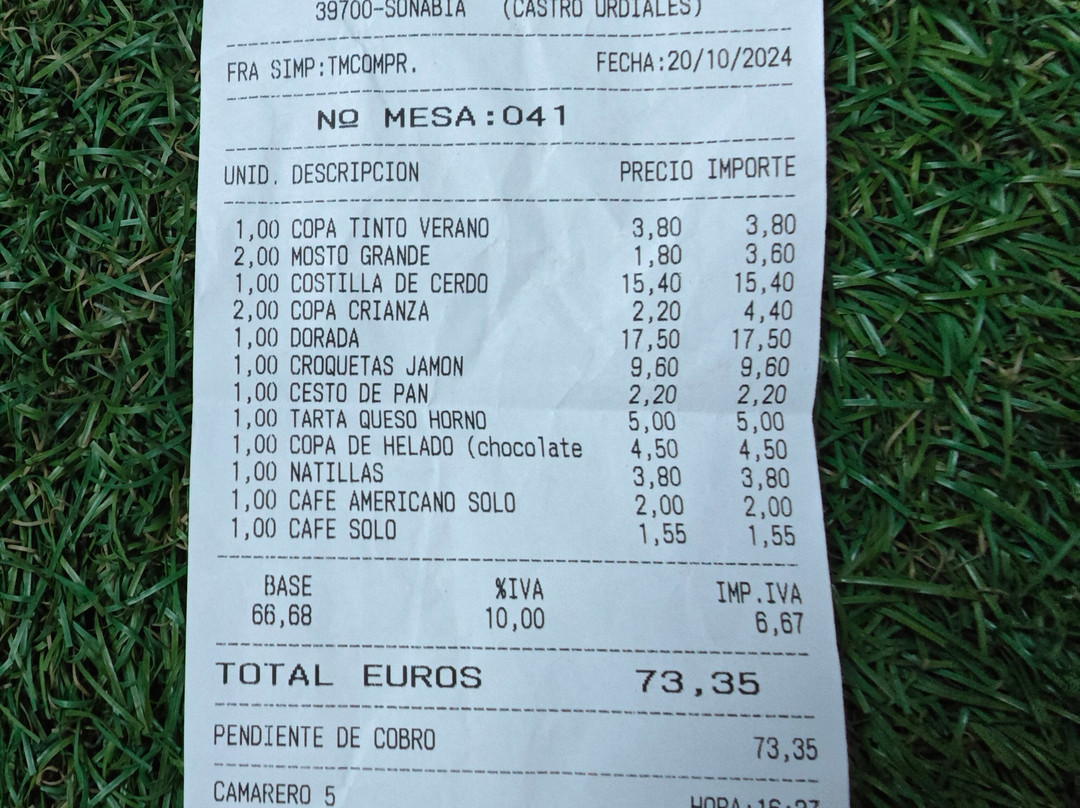 39700-SONABIA (CASTRO URDIALES)
FRA SIMP:TMCOMPR. FECHA:20/10/2024
Nº MESA:041
UNID. DESCRIPCION PRECIO IMPORTE
1,00 COPA TINTO VERANO 3,80 3,80
2,00 MOSTO GRANDE 1,80 3,60
1,00 COSTILLA DE CERDO 15,40 15,40
2,00 COPA CRIANZA 2,20 4,40
1,00 DORADA 17,50 17,50
1,00 CROQUETAS JAMON 9,60 9,60
1,00 CESTO DE PAN 2,20 2,20
1,00 TARTA QUESO HORNO 5,00 5,00
1,00 COPA DE HELADO (chocolate 4,50 4,50
1,00 NATILLAS 3,80 3,80
1,00 CAFE AMERICANO SOLO 2,00 2,00
1,00 CAFE SOLO 1,55 1,55
BASE %IVA IMP.IVA
66,68 10,00 6,67
TOTAL EUROS 73,35
PENDIENTE DE COBRO 73,35
CAMARERO 5 HORA:16:27